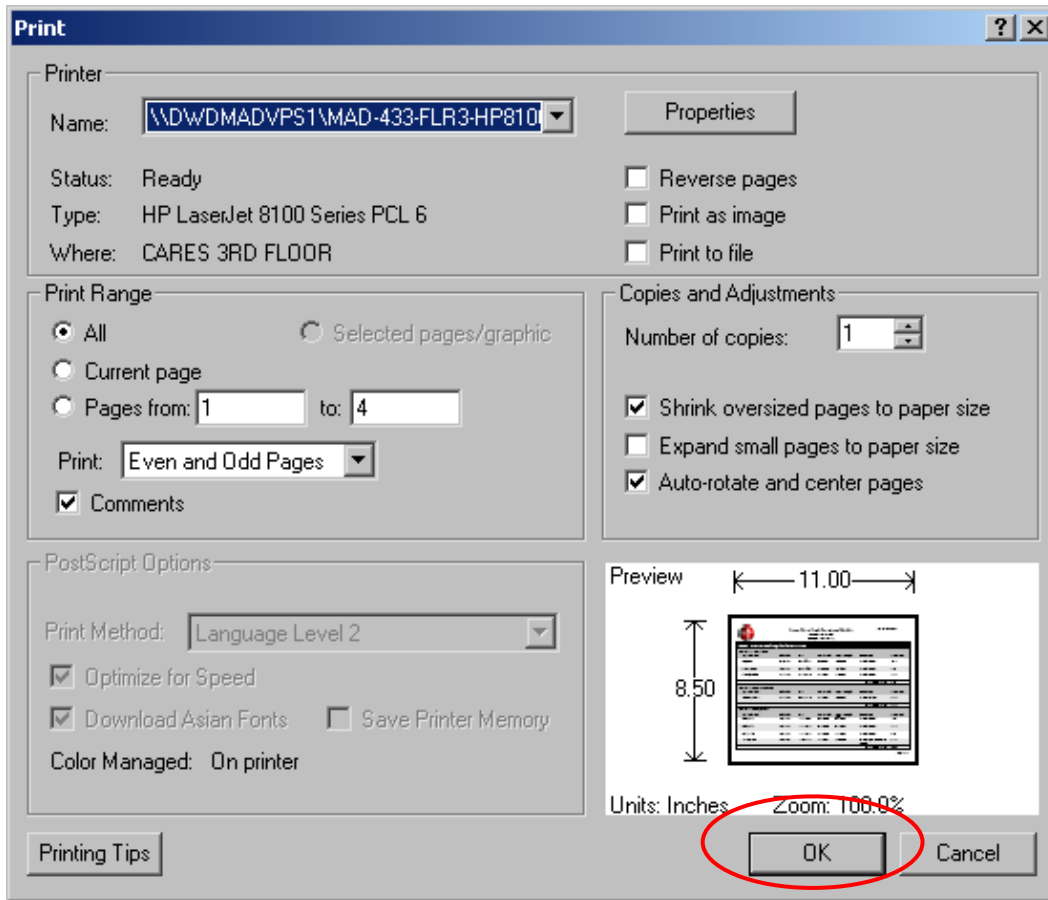 Print
Printer
Name: \\DWDMADVPS1\MAD-433-FLR3-HP810
Properties
Status: Ready
Type: HP LaserJet 8100 Series PCL 6
Where: CARES 3RD FLOOR
Reverse pages
Print as image
Print to file
Print Range
All
Selected pages/graphic
Current page
Pages from: 1 to: 4
Print: Even and Odd Pages
Comments
Copies and Adjustments
Number of copies: 1
Shrink oversized pages to paper size
Expand small pages to paper size
Auto-rotate and center pages
PostScript Options
Print Method: Language Level 2
Optimize for Speed
Download Asian Fonts
Save Printer Memory
Color Managed: On printer
Preview
11.00
8.50
Units: Inches Zoom: 100.0%
Printing Tips
OK
Cancel